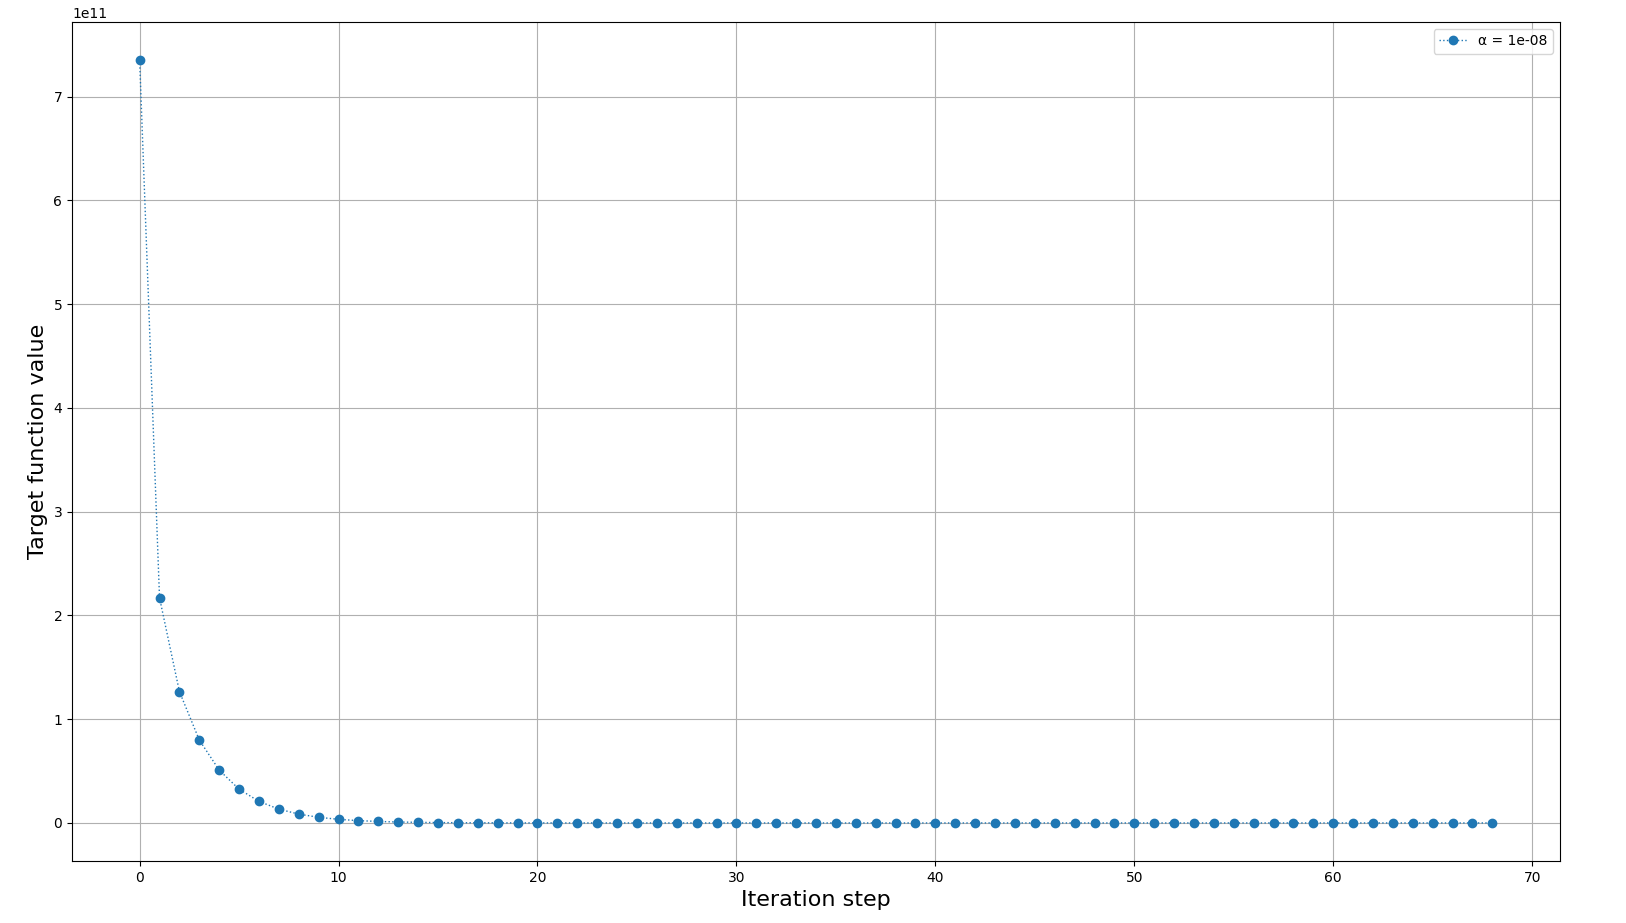 1e11
α = 1e-08
7
6
5
4
3
2
1
0
Target function value
0 10 20 30 40 50 60 70
Iteration step